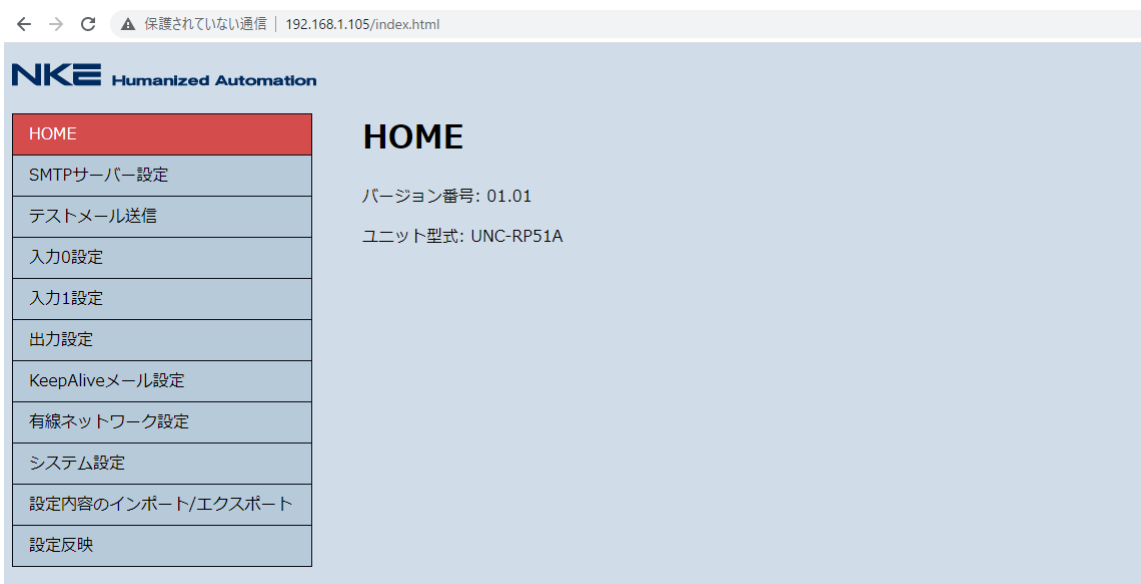 保護されていない通信 | 192.168.1.105/index.html
NKE Humanized Automation
HOME
SMTPサーバー設定
テストメール送信
入力0設定
入力1設定
出力設定
KeepAliveメール設定
有線ネットワーク設定
システム設定
設定内容のインポート/エクスポート
設定反映
HOME
バージョン番号: 01.01
ユニット型式: UNC-RP51A